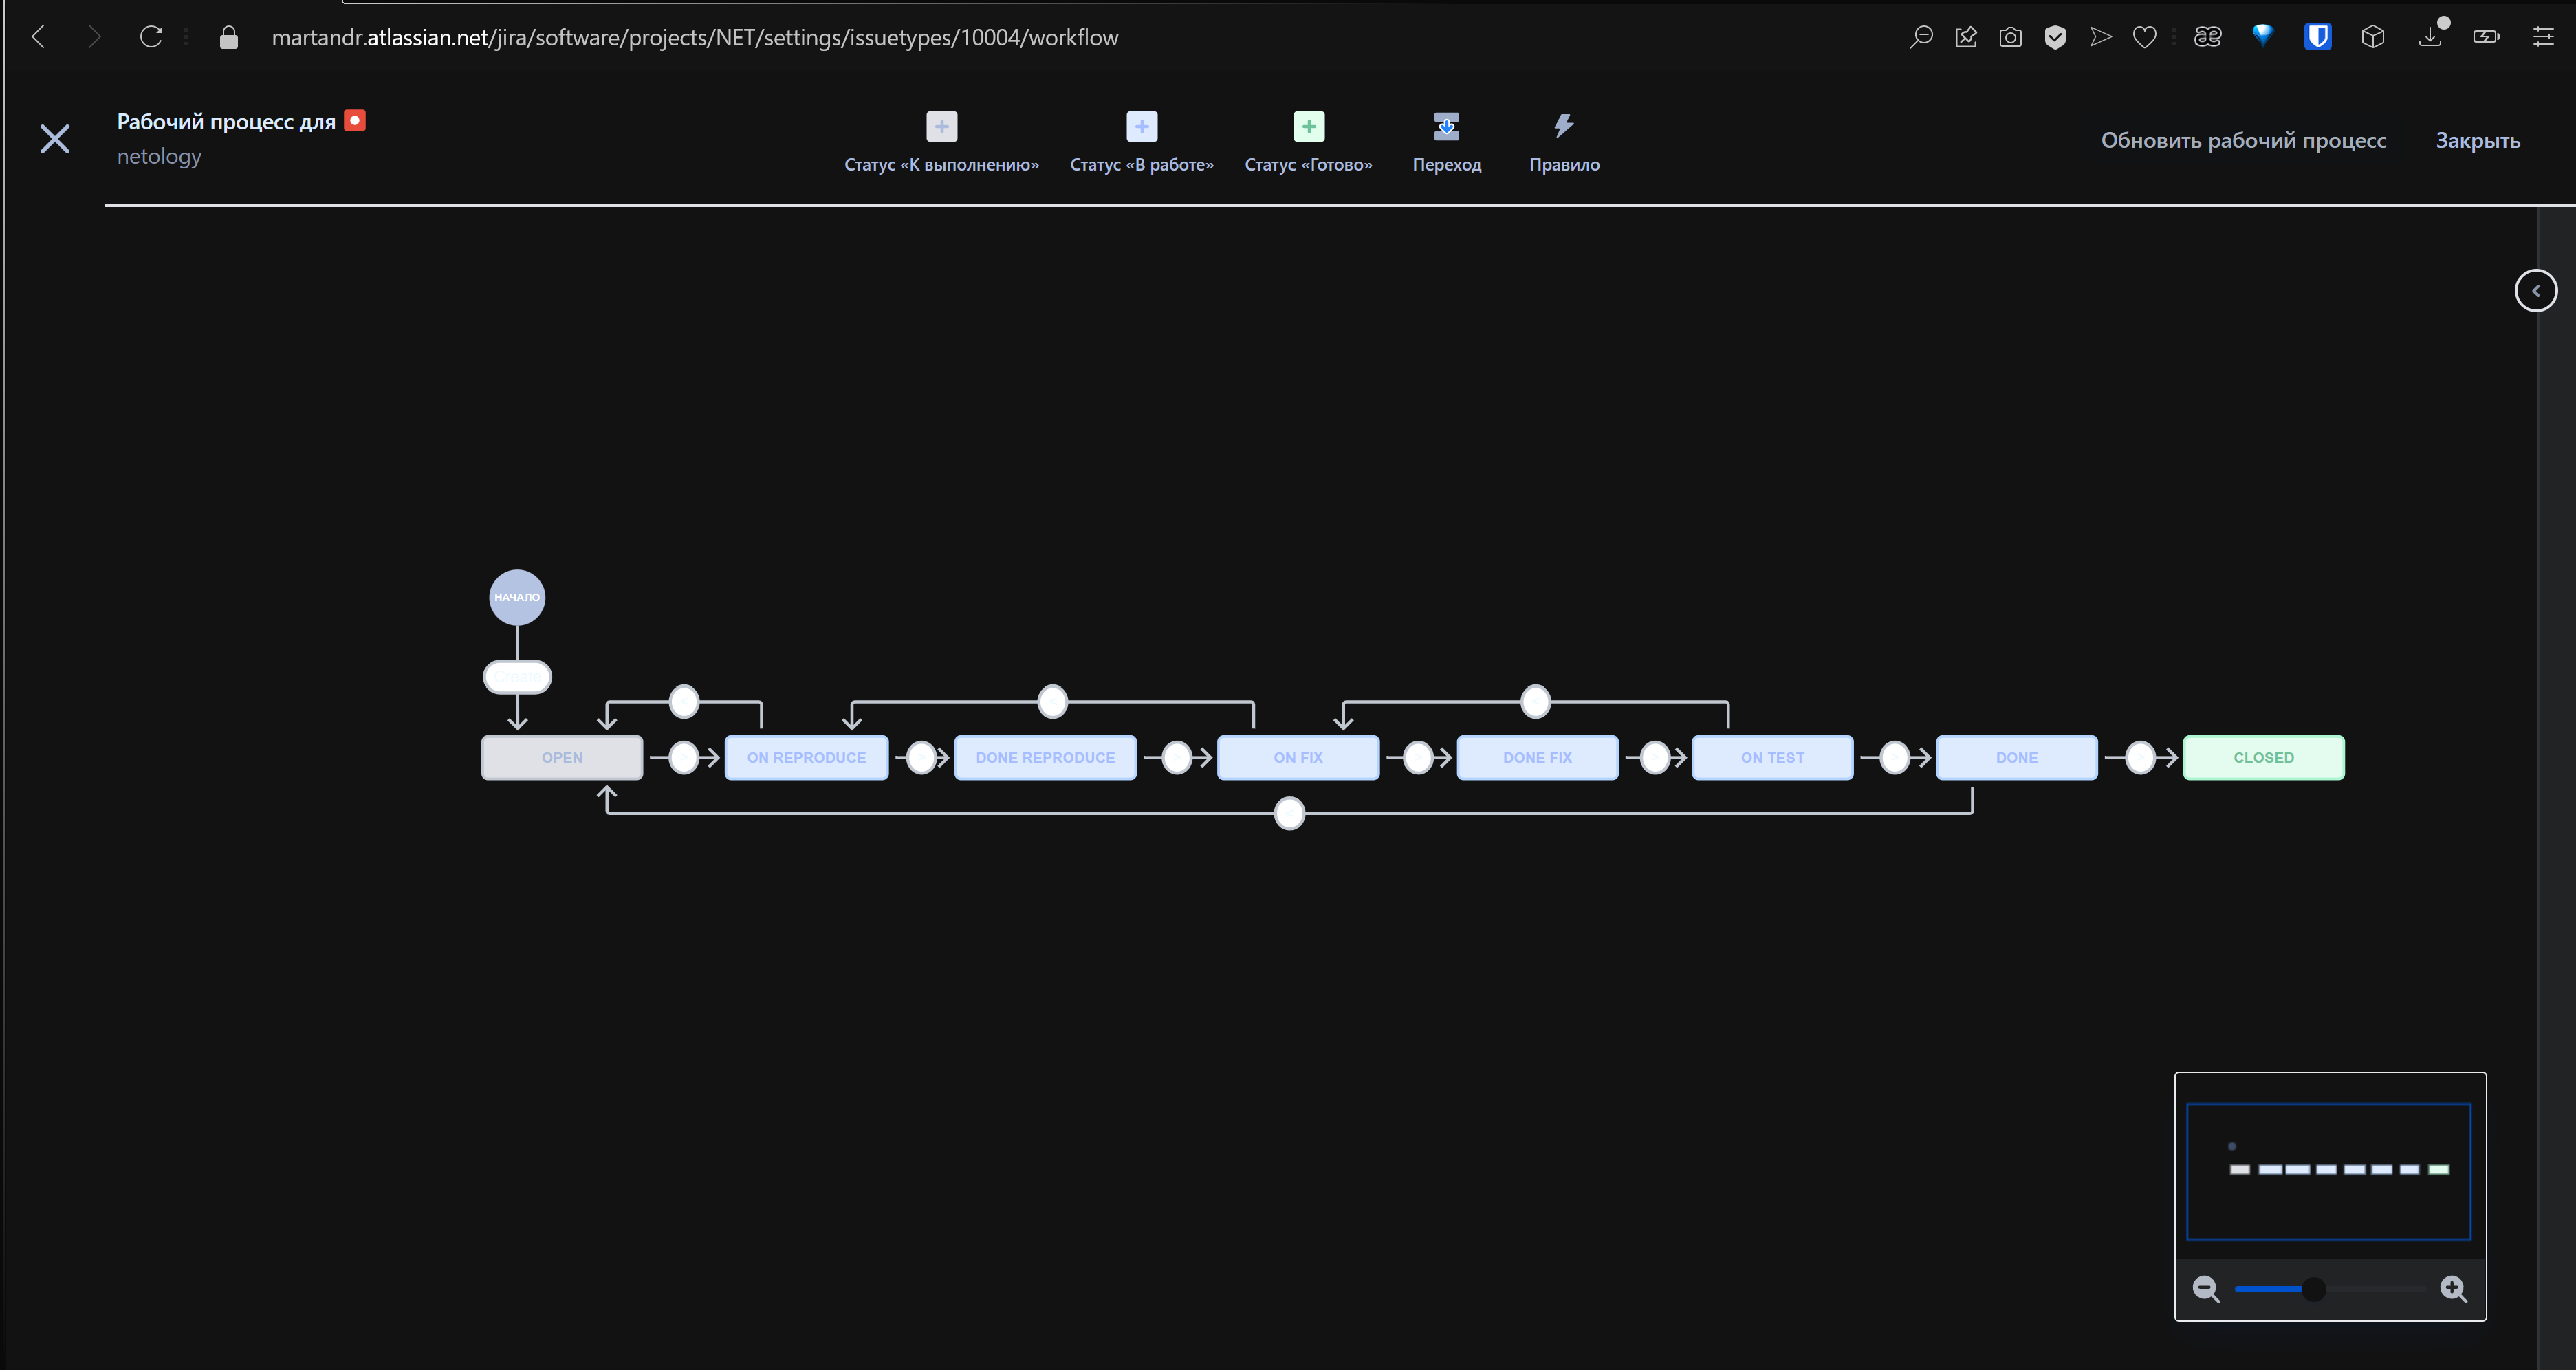 martandr.atlassian.net/jira/software/projects/NET/settings/issuetypes/10004/workflow
Рабочий процесс для
netology
Статус «К выполнению»
Статус «В работе»
Статус «Готово»
Переход
Правило
Обновить рабочий процесс
Закрыть
НАЧАЛО
Create
OPEN
ON REPRODUCE
DONE REPRODUCE
ON FIX
DONE FIX
ON TEST
DONE
CLOSED